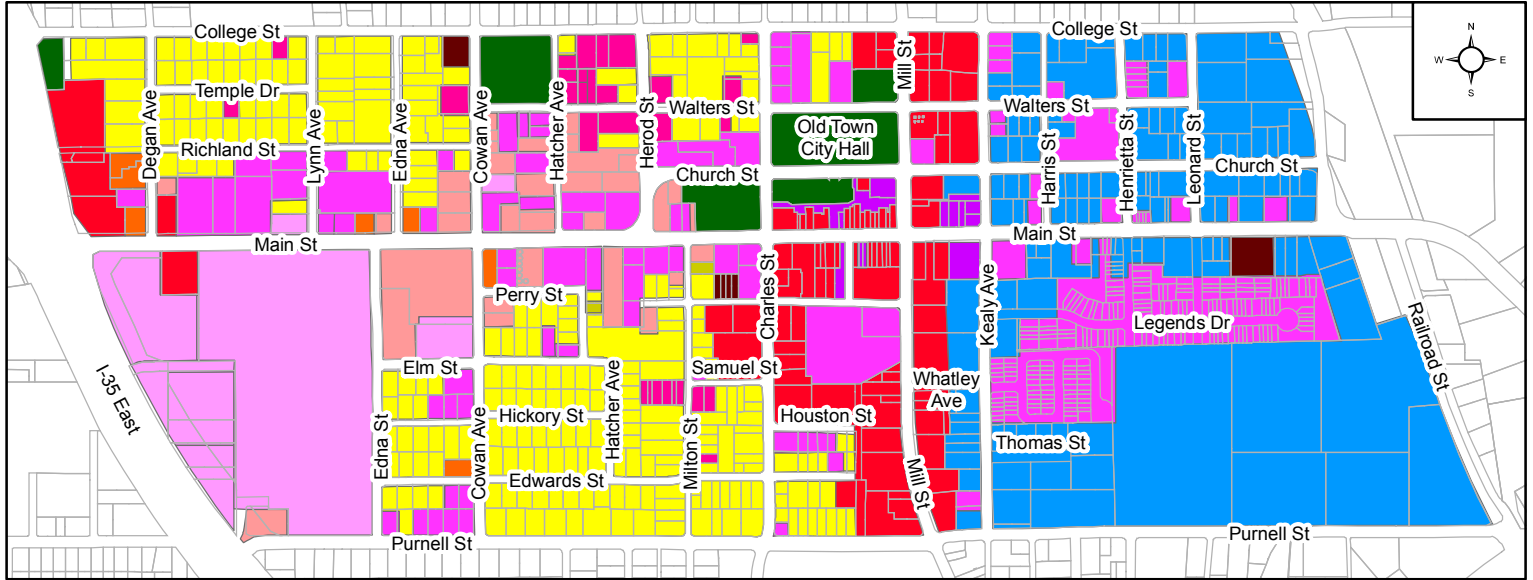 College St
College St
N
W
E
S
Mill St
Temple Dr
Walters St
Walters St
Degan Ave
Lynn Ave
Edna Ave
Cowan Ave
Hatcher Ave
Herod St
Old Town
City Hall
Richland St
Church St
Church St
Harris St
Henrietta St
Leonard St
Main St
Main St
Perry St
Charles St
Kealy Ave
Legends Dr
Railroad St
I-35 East
Elm St
Samuel St
Whatley
Ave
Hatcher Ave
Hickory St
Houston St
Edna St
Cowan Ave
Milton St
Thomas St
Edwards St
Mill St
Purnell St
Purnell St